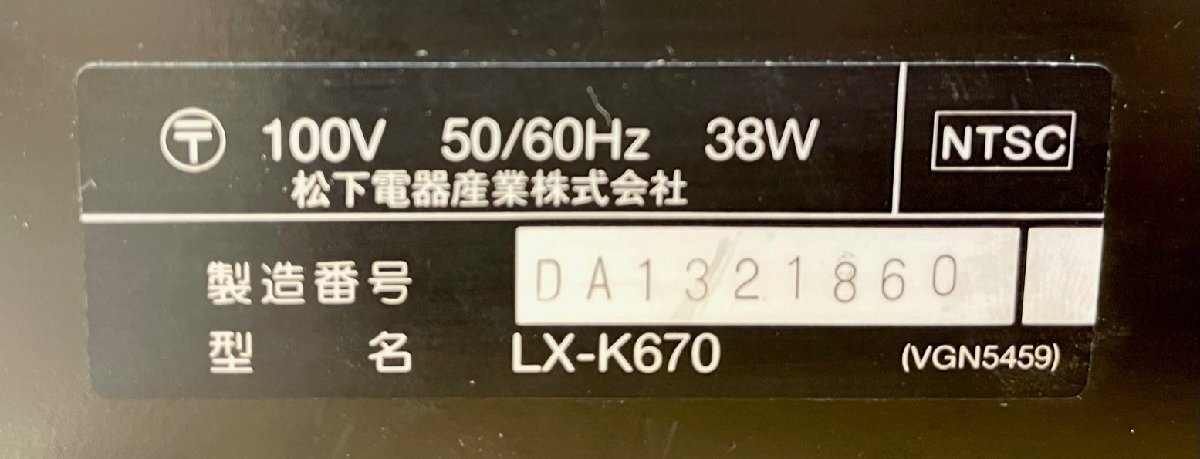 〒 100V 50/60Hz 38W NTSC
松下電器産業株式会社
製造番号 DA1321860
型名 LX-K670 (VGN5459)